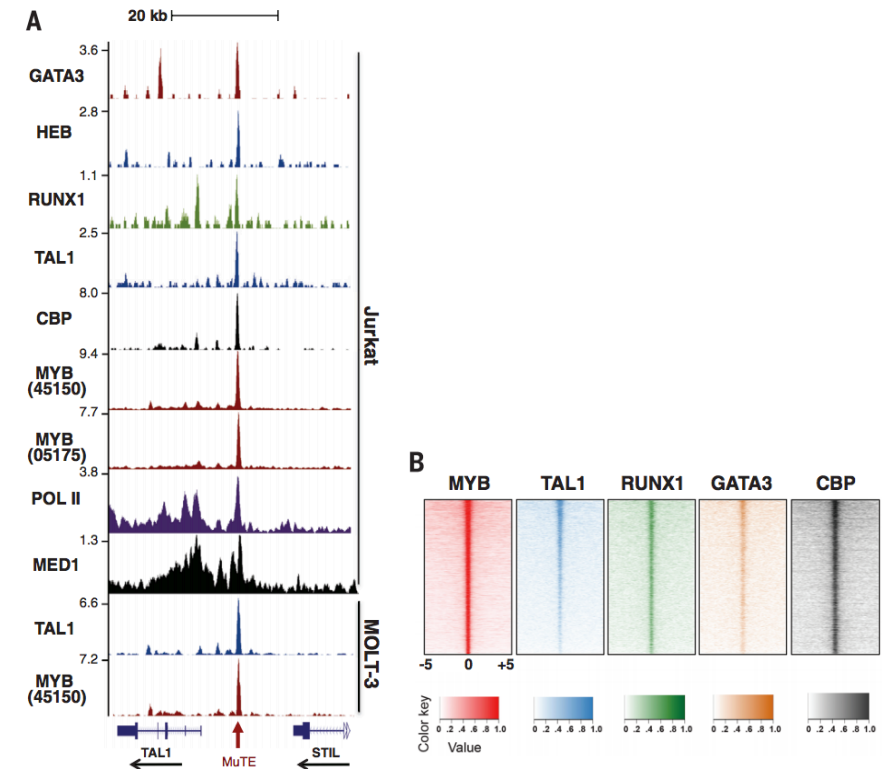 A
20 kb
3.6
GATA3
2.8
HEB
1.1
RUNX1
2.5
TAL1
8.0
CBP
9.4
MYB
(45150)
7.7
MYB
(05175)
3.8
POL II
1.3
MED1
Jurkat
6.6
TAL1
7.2
MYB
(45150)
MOLT-3
TAL1
MuTE
STIL
B
MYB TAL1 RUNX1 GATA3 CBP
-5 0 +5
Color key
0 .2 .4 .6 .8 1.0
0 .2 .4 .6 .8 1.0
0 .2 .4 .6 .8 1.0
0 .2 .4 .6 .8 1.0
0 .2 .4 .6 .8 1.0
Value